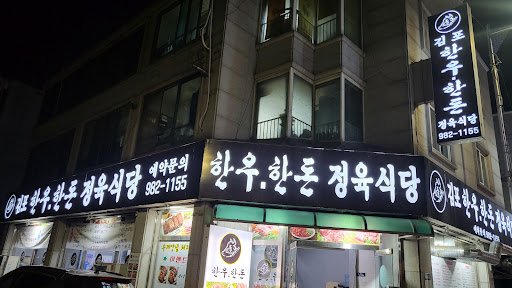 김포
한우.한돈
정육식당
982-1155
김포 한우.한돈 정육식당
예약문의
982-1155
한우.한돈 정육식당
김포 한우.한돈 정육식당
한우.한돈